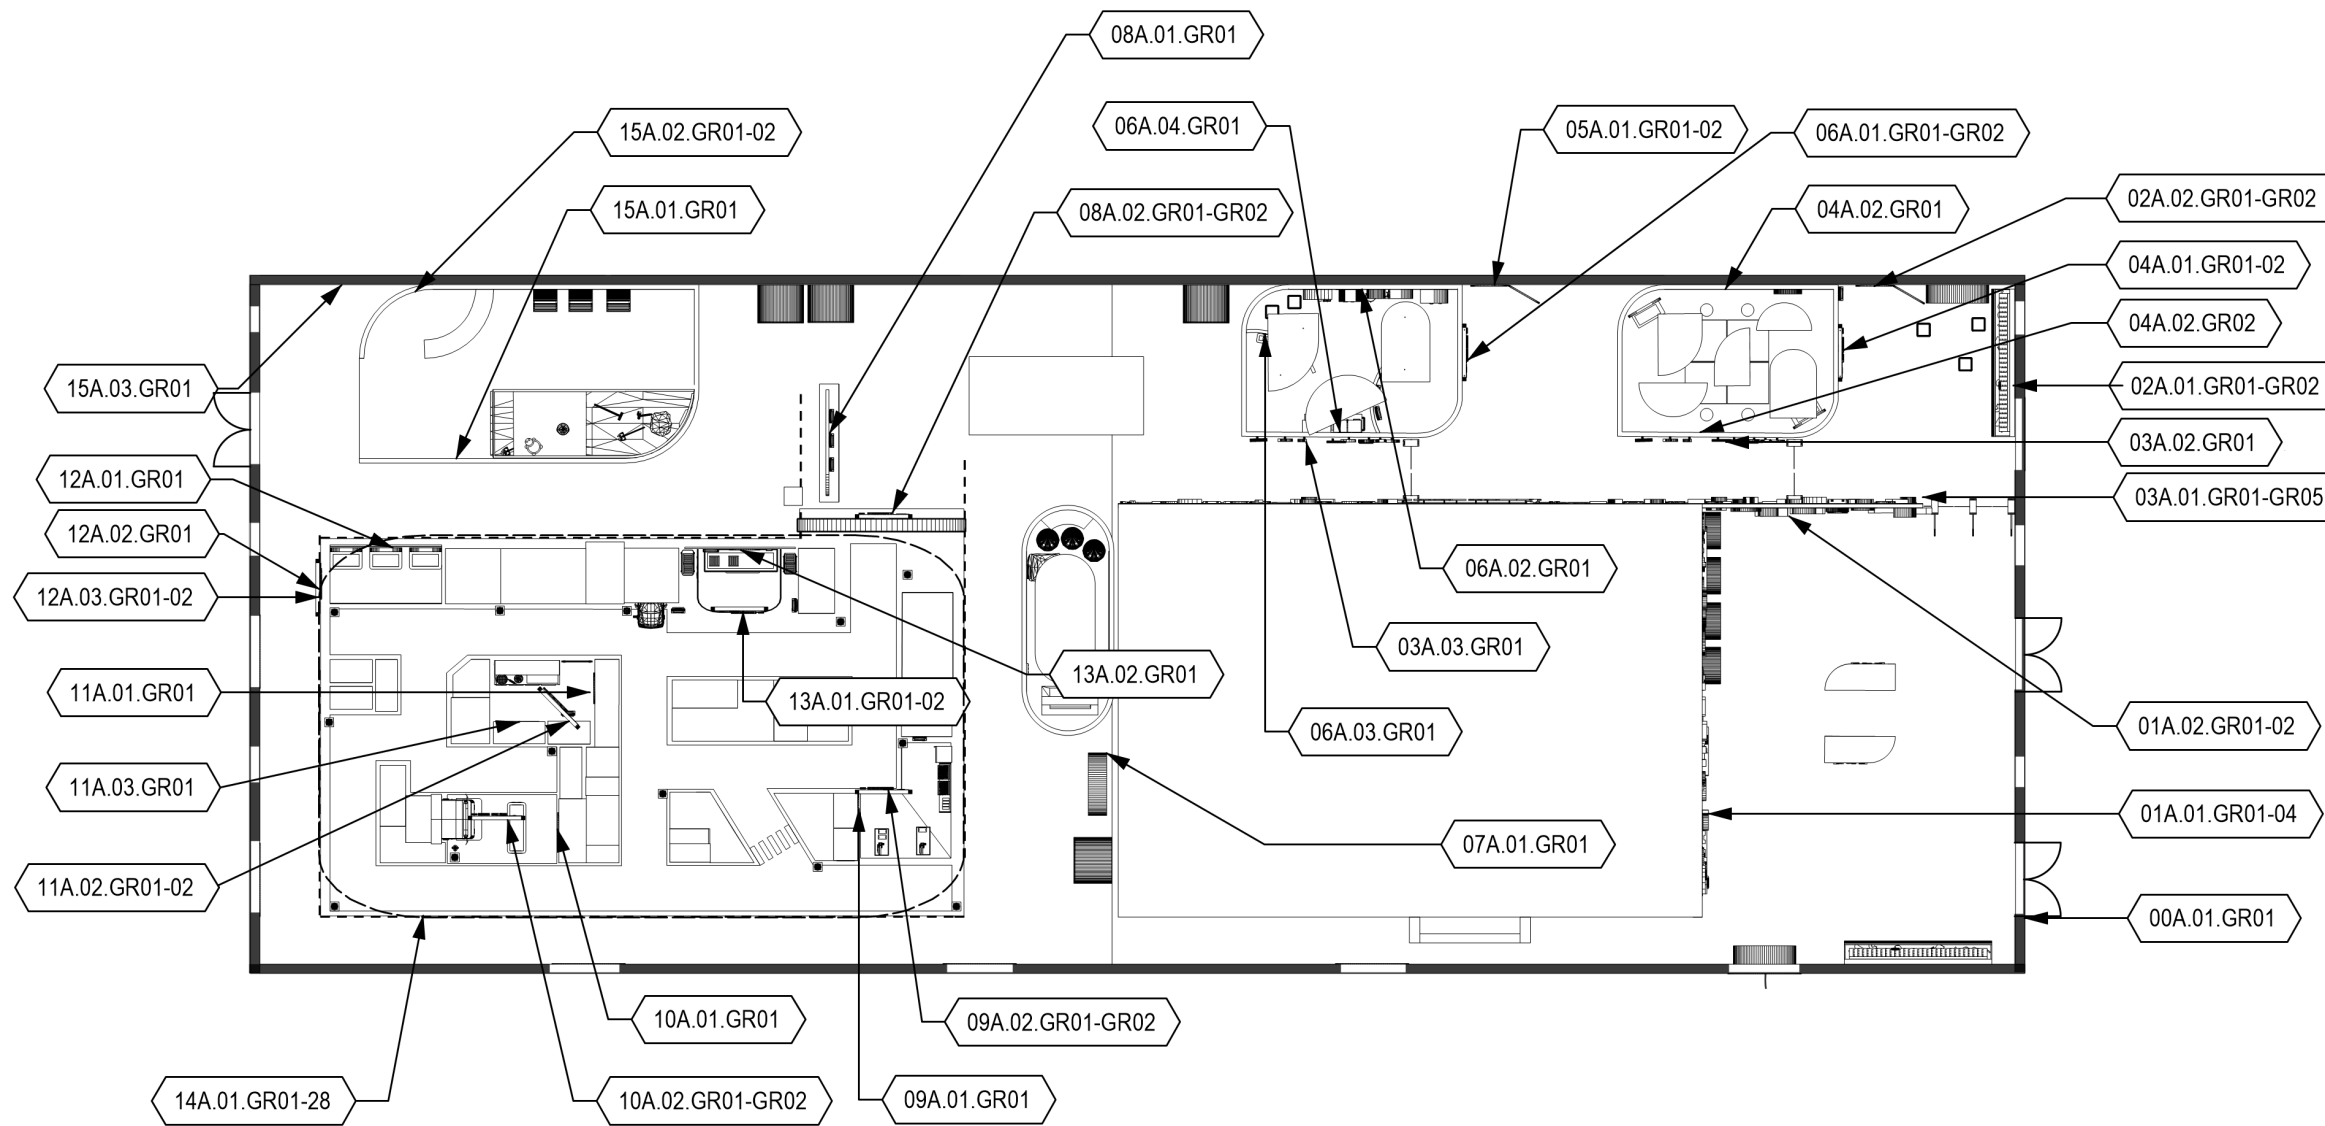 08A.01.GR01
15A.02.GR01-02
06A.04.GR01
05A.01.GR01-02
06A.01.GR01-GR02
15A.01.GR01
08A.02.GR01-GR02
04A.02.GR01
02A.02.GR01-GR02
04A.01.GR01-02
04A.02.GR02
15A.03.GR01
02A.01.GR01-GR02
03A.02.GR01
12A.01.GR01
03A.01.GR01-GR05
12A.02.GR01
12A.03.GR01-02
06A.02.GR01
03A.03.GR01
11A.01.GR01
13A.01.GR01-02
13A.02.GR01
06A.03.GR01
01A.02.GR01-02
11A.03.GR01
01A.01.GR01-04
07A.01.GR01
11A.02.GR01-02
00A.01.GR01
10A.01.GR01
09A.02.GR01-GR02
14A.01.GR01-28
10A.02.GR01-GR02
09A.01.GR01